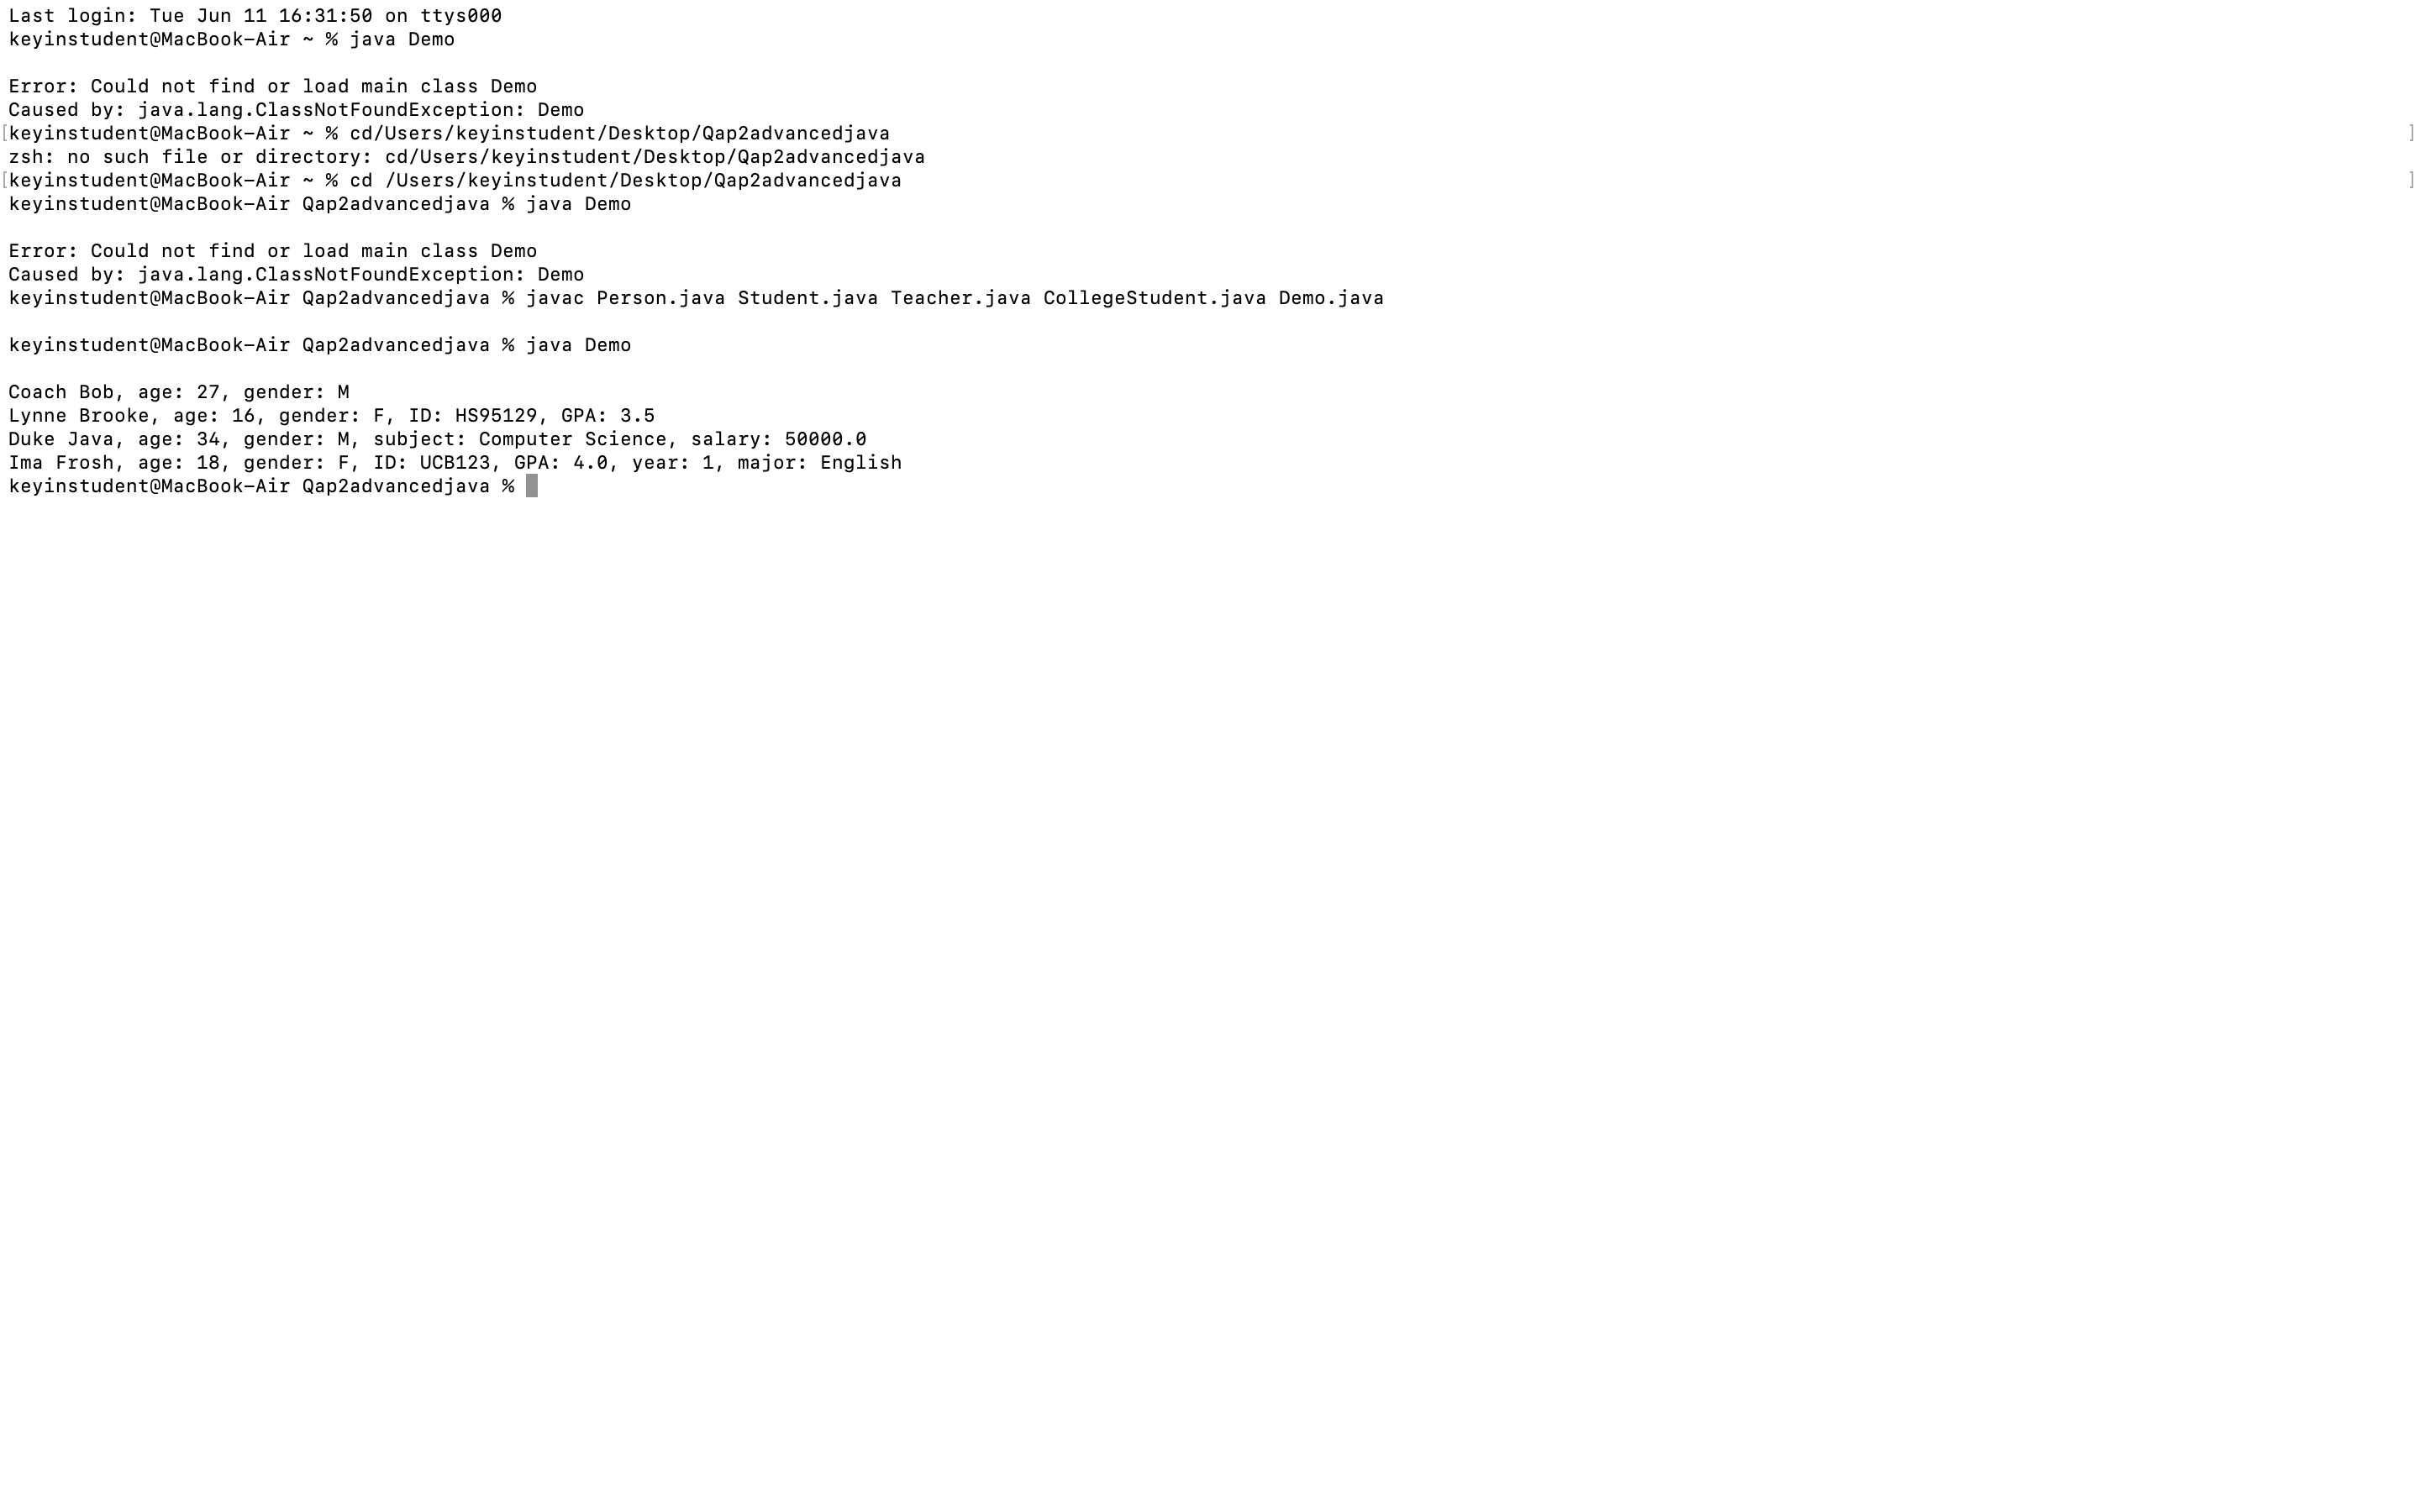 Last login: Tue Jun 11 16:31:50 on ttys000
keyinstudent@MacBook-Air ~ % java Demo
Error: Could not find or load main class Demo
Caused by: java.lang.ClassNotFoundException: Demo
[keyinstudent@MacBook-Air ~ % cd/Users/keyinstudent/Desktop/Qap2advancedjava ]
zsh: no such file or directory: cd/Users/keyinstudent/Desktop/Qap2advancedjava
[keyinstudent@MacBook-Air ~ % cd /Users/keyinstudent/Desktop/Qap2advancedjava ]
keyinstudent@MacBook-Air Qap2advancedjava % java Demo
Error: Could not find or load main class Demo
Caused by: java.lang.ClassNotFoundException: Demo
keyinstudent@MacBook-Air Qap2advancedjava % javac Person.java Student.java Teacher.java CollegeStudent.java Demo.java
keyinstudent@MacBook-Air Qap2advancedjava % java Demo
Coach Bob, age: 27, gender: M
Lynne Brooke, age: 16, gender: F, ID: HS95129, GPA: 3.5
Duke Java, age: 34, gender: M, subject: Computer Science, salary: 50000.0
Ima Frosh, age: 18, gender: F, ID: UCB123, GPA: 4.0, year: 1, major: English
keyinstudent@MacBook-Air Qap2advancedjava %